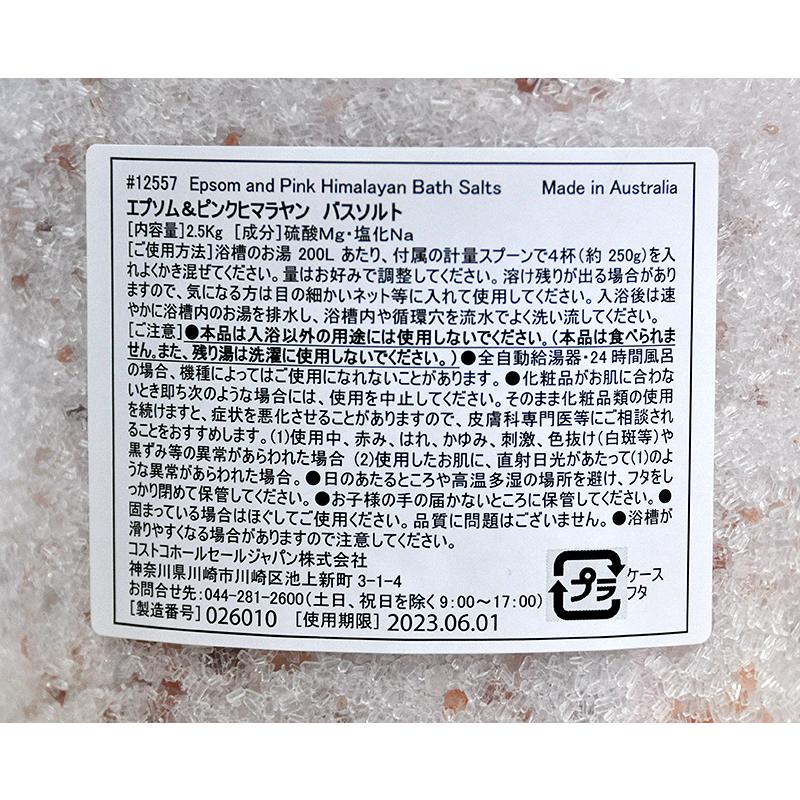 #12557 Epsom and Pink Himalayan Bath Salts Made in Australia
エプソム&ピンクヒマラヤン バスソルト
[内容量]2.5Kg [成分]硫酸Mg・塩化Na
[ご使用方法]浴槽のお湯 200L あたり、付属の計量スプーンで4杯(約 250g)を入
れよくかき混ぜてください。量はお好みで調整してください。溶け残りが出る場合があり
ますので、気になる方は目の細かいネット等に入れて使用してください。入浴後は速
やかに浴槽内のお湯を排水し、浴槽内や循環穴を流水でよく洗い流してください。
[ご注意]●本品は入浴以外の用途には使用しないでください。(本品は食べられま
せん。また、残り湯は洗濯に使用しないでください。)●全自動給湯器・24時間風呂
の場合、機種によってはご使用になれないことがあります。●化粧品がお肌に合わな
いとき即ち次のような場合には、使用を中止してください。そのまま化粧品類の使用
を続けますと、症状を悪化させることがありますので、皮膚科専門医等にご相談され
ることをおすすめします。(1)使用中、赤み、はれ、かゆみ、刺激、色抜け(白斑等)や
黒ずみ等の異常があらわれた場合 (2)使用したお肌に、直射日光があたって(1)のよ
うな異常があらわれた場合。●日のあたるところや高温多湿の場所を避け、フタをし
っかり閉めて保管してください。●お子様の手の届かないところに保管してください。●
固まっている場合はほぐしてご使用ください。品質に問題はございません。●浴槽が
滑りやすくなる場合がありますので注意してください。
コストコホールセールジャパン株式会社
神奈川県川崎市川崎区池上新町 3-1-4
お問合せ先:044-281-2600(土日、祝日を除く9:00～17:00)
[製造番号]026010 [使用期限]2023.06.01
プラ
ケース
フタ